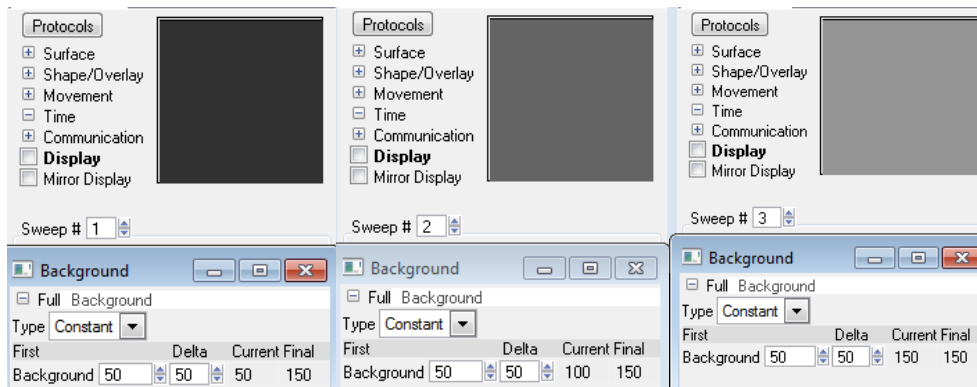 Protocols
Surface
Shape/Overlay
Movement
Time
Communication
Display
Mirror Display
Sweep # 1
Background
Full Background
Type Constant
First Delta Current Final
Background 50 50 50 150
Protocols
Surface
Shape/Overlay
Movement
Time
Communication
Display
Mirror Display
Sweep # 2
Background
Full Background
Type Constant
First Delta Current Final
Background 50 50 100 150
Protocols
Surface
Shape/Overlay
Movement
Time
Communication
Display
Mirror Display
Sweep # 3
Background
Full Background
Type Constant
First Delta Current Final
Background 50 50 150 150